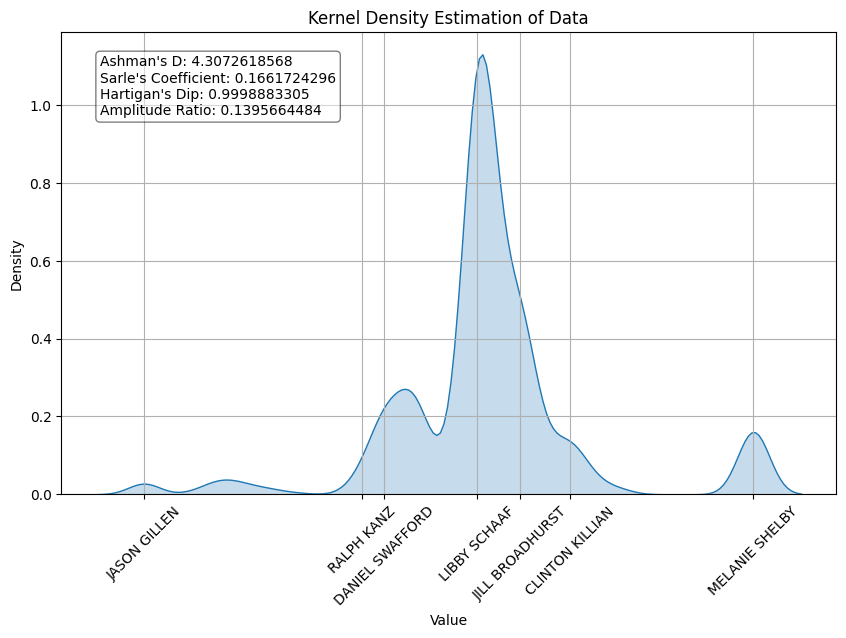 Kernel Density Estimation of Data
Ashman's D: 4.3072618568
Sarle's Coefficient: 0.1661724296
Hartigan's Dip: 0.9998883305
Amplitude Ratio: 0.1395664484
Density
1.0
0.8
0.6
0.4
0.2
0.0
JASON GILLEN
RALPH KANZ
DANIEL SWAFFORD
LIBBY SCHAAF
JILL BROADHURST
CLINTON KILLIAN
MELANIE SHELBY
Value